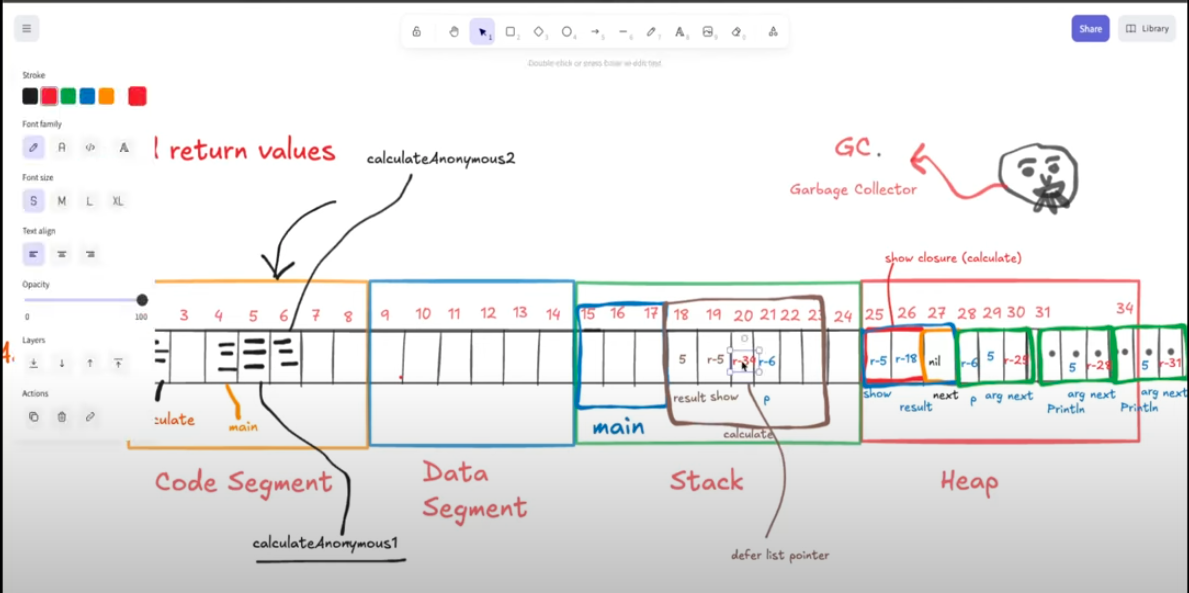 Share
Library
Double-click or press Enter to edit text
Stroke
Font family
Font size
S M L XL
Text align
Opacity
0 100
Layers
Actions
return values
calculateAnonymous2
GC.
Garbage Collector
show closure (calculate)
3 4 5 6 7 8 9 10 11 12 13 14 15 16 17 18 19 20 21 22 23 24 25 26 27 28 29 30 31 34
5 r-5 r-34 r-6 r-5 r-18 nil r-6 5 5 5 r-31
culate
main
result show p
show
result
next
p arg next
arg next
Println
arg next
Println
main
calculate
Code Segment
Data
Segment
Stack
Heap
calculateAnonymous1
defer list pointer